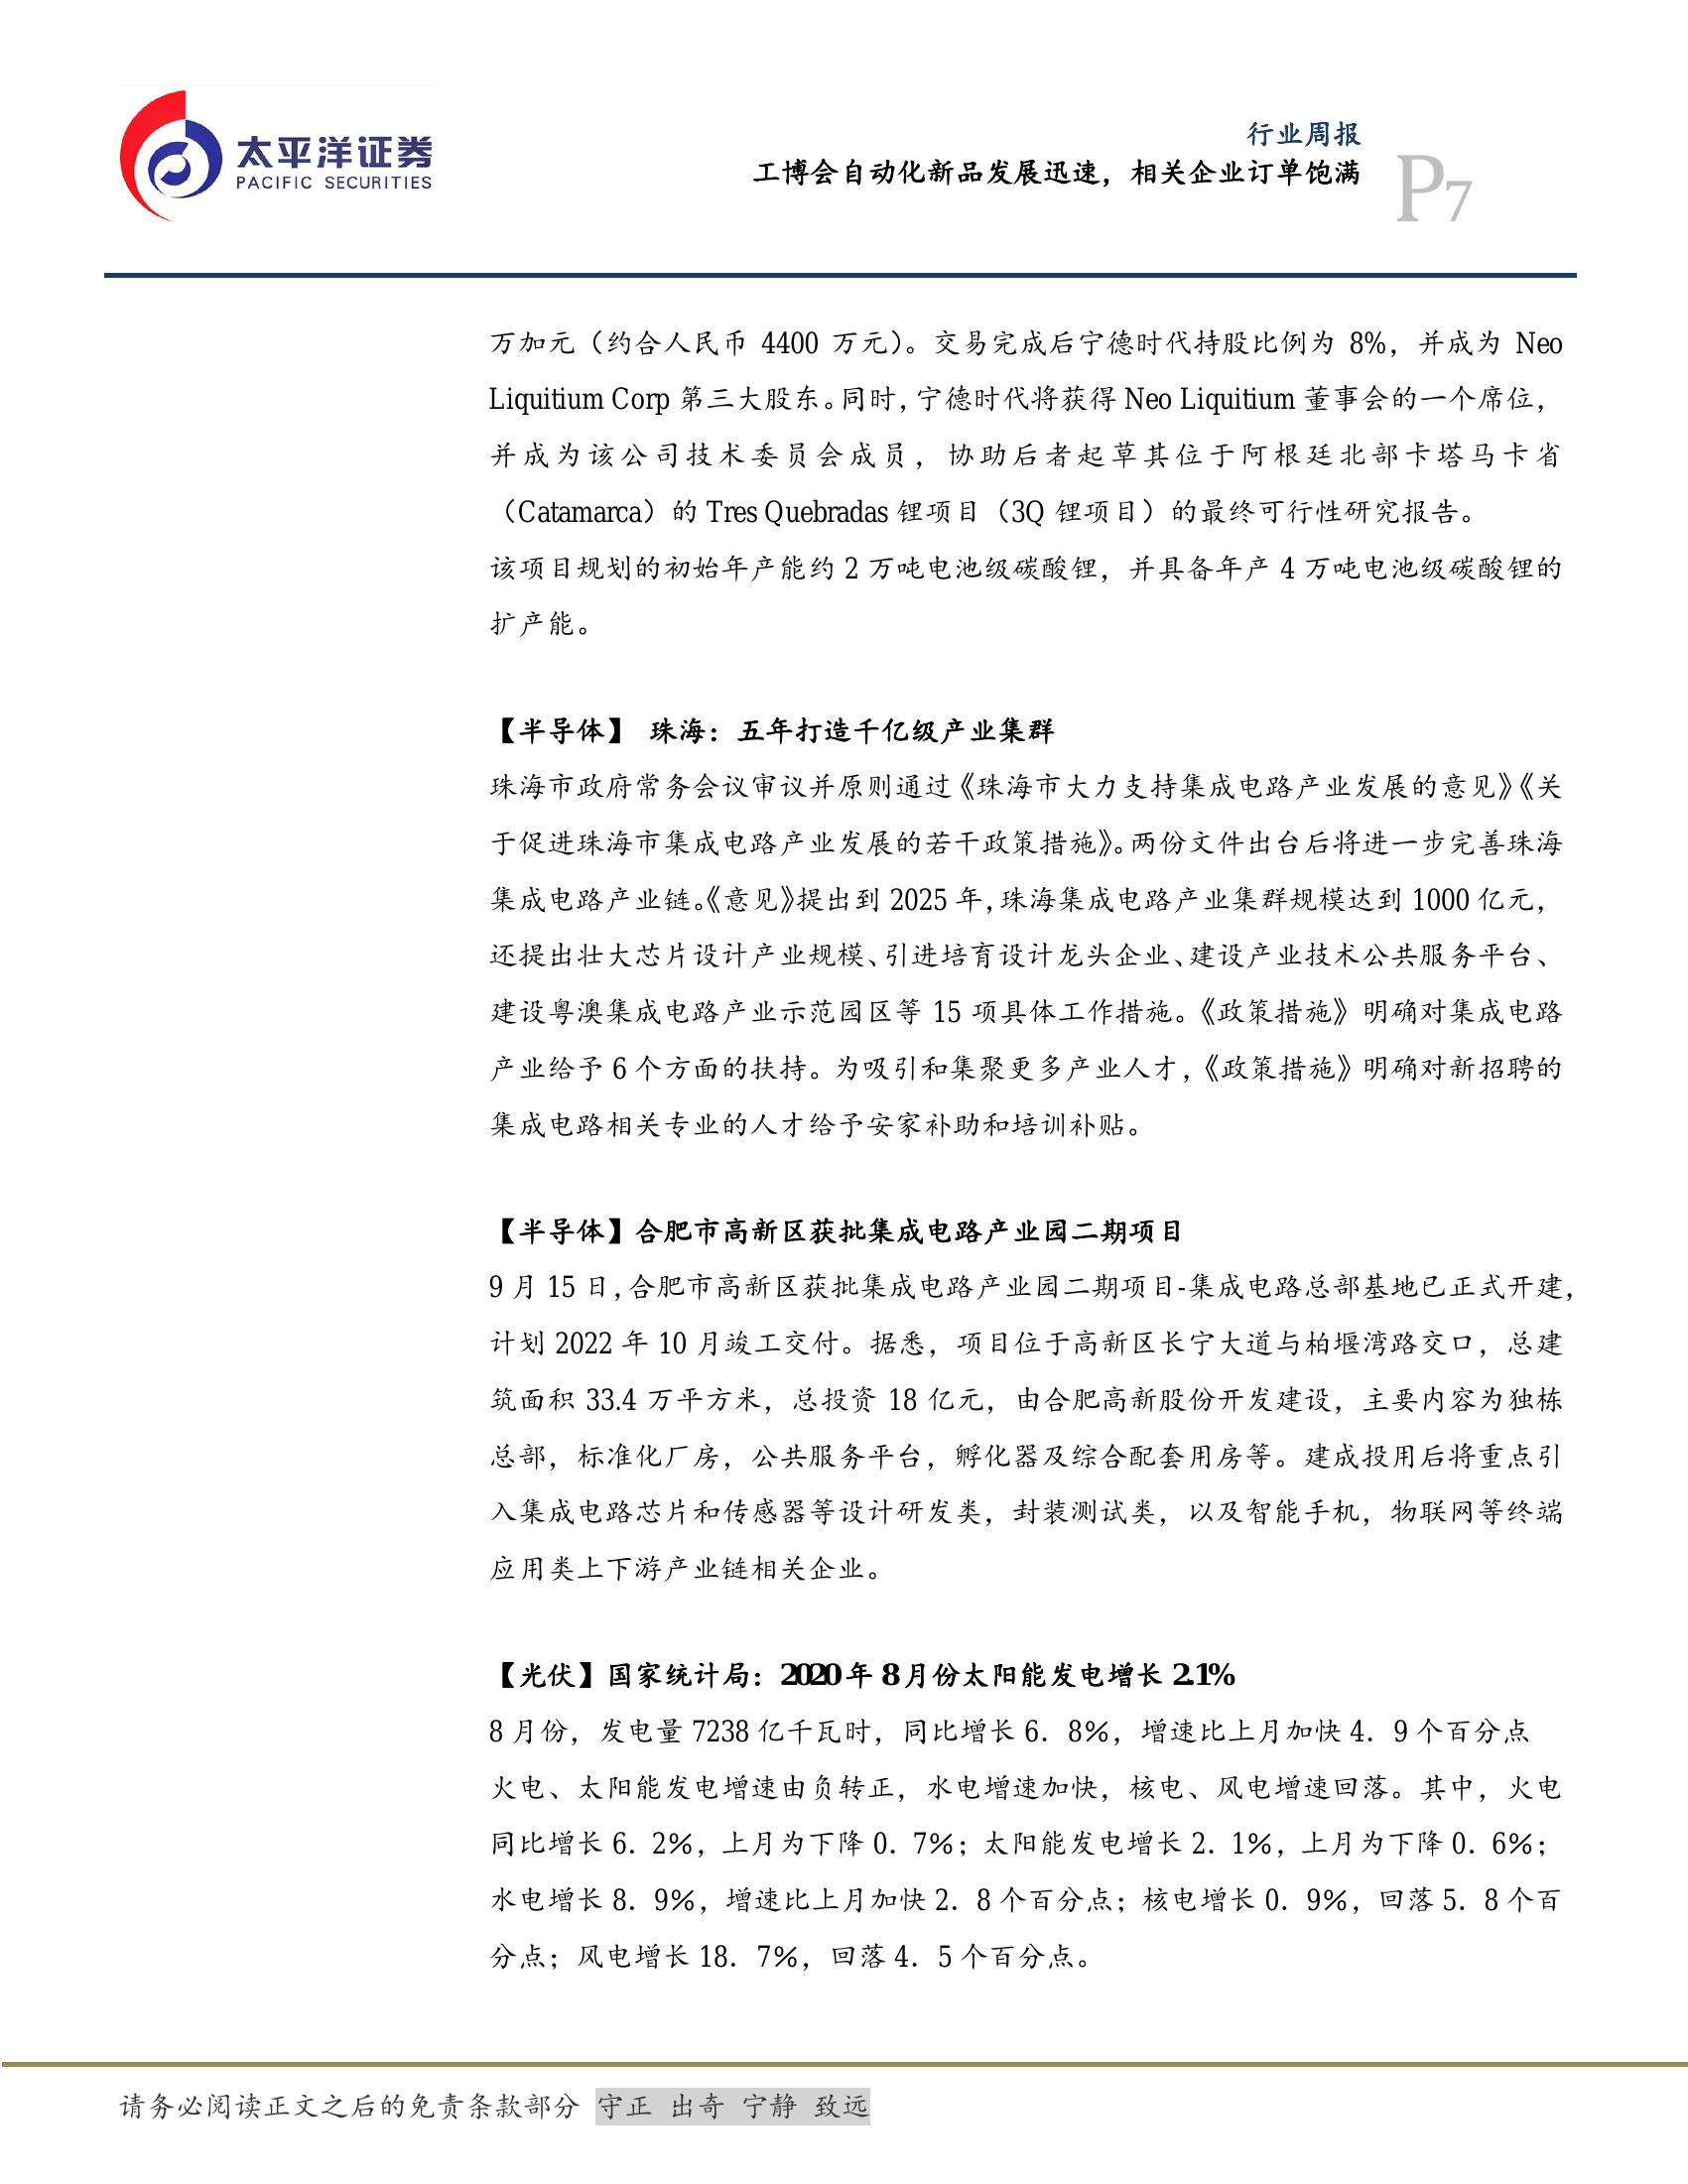 太平洋证券
PACIFIC SECURITIES
行业周报
工博会自动化新品发展迅速，相关企业订单饱满
P7
万加元（约合人民币 4400 万元）。交易完成后宁德时代持股比例为 8%，并成为 Neo
Liquitium Corp 第三大股东。同时，宁德时代将获得 Neo Liquitium 董事会的一个席位，
并成为该公司技术委员会成员，协助后者起草其位于阿根廷北部卡塔马卡省
（Catamarca）的 Tres Quebradas 锂项目（3Q 锂项目）的最终可行性研究报告。
该项目规划的初始年产能约 2 万吨电池级碳酸锂，并具备年产 4 万吨电池级碳酸锂的
扩产能。
【半导体】 珠海：五年打造千亿级产业集群
珠海市政府常务会议审议并原则通过《珠海市大力支持集成电路产业发展的意见》《关
于促进珠海市集成电路产业发展的若干政策措施》。两份文件出台后将进一步完善珠海
集成电路产业链。《意见》提出到 2025 年，珠海集成电路产业集群规模达到 1000 亿元，
还提出壮大芯片设计产业规模、引进培育设计龙头企业、建设产业技术公共服务平台、
建设粤澳集成电路产业示范园区等 15 项具体工作措施。《政策措施》明确对集成电路
产业给予 6 个方面的扶持。为吸引和集聚更多产业人才，《政策措施》明确对新招聘的
集成电路相关专业的人才给予安家补助和培训补贴。
【半导体】合肥市高新区获批集成电路产业园二期项目
9 月 15 日，合肥市高新区获批集成电路产业园二期项目-集成电路总部基地已正式开建，
计划 2022 年 10 月竣工交付。据悉，项目位于高新区长宁大道与柏堰湾路交口，总建
筑面积 33.4 万平方米，总投资 18 亿元，由合肥高新股份开发建设，主要内容为独栋
总部，标准化厂房，公共服务平台，孵化器及综合配套用房等。建成投用后将重点引
入集成电路芯片和传感器等设计研发类，封装测试类，以及智能手机，物联网等终端
应用类上下游产业链相关企业。
【光伏】国家统计局：2020 年 8 月份太阳能发电增长 2.1%
8 月份，发电量 7238 亿千瓦时，同比增长 6．8%，增速比上月加快 4．9 个百分点
火电、太阳能发电增速由负转正，水电增速加快，核电、风电增速回落。其中，火电
同比增长 6．2%，上月为下降 0．7%；太阳能发电增长 2．1%，上月为下降 0．6%；
水电增长 8．9%，增速比上月加快 2．8 个百分点；核电增长 0．9%，回落 5．8 个百
分点；风电增长 18．7%，回落 4．5 个百分点。
请务必阅读正文之后的免责条款部分 守正 出奇 宁静 致远